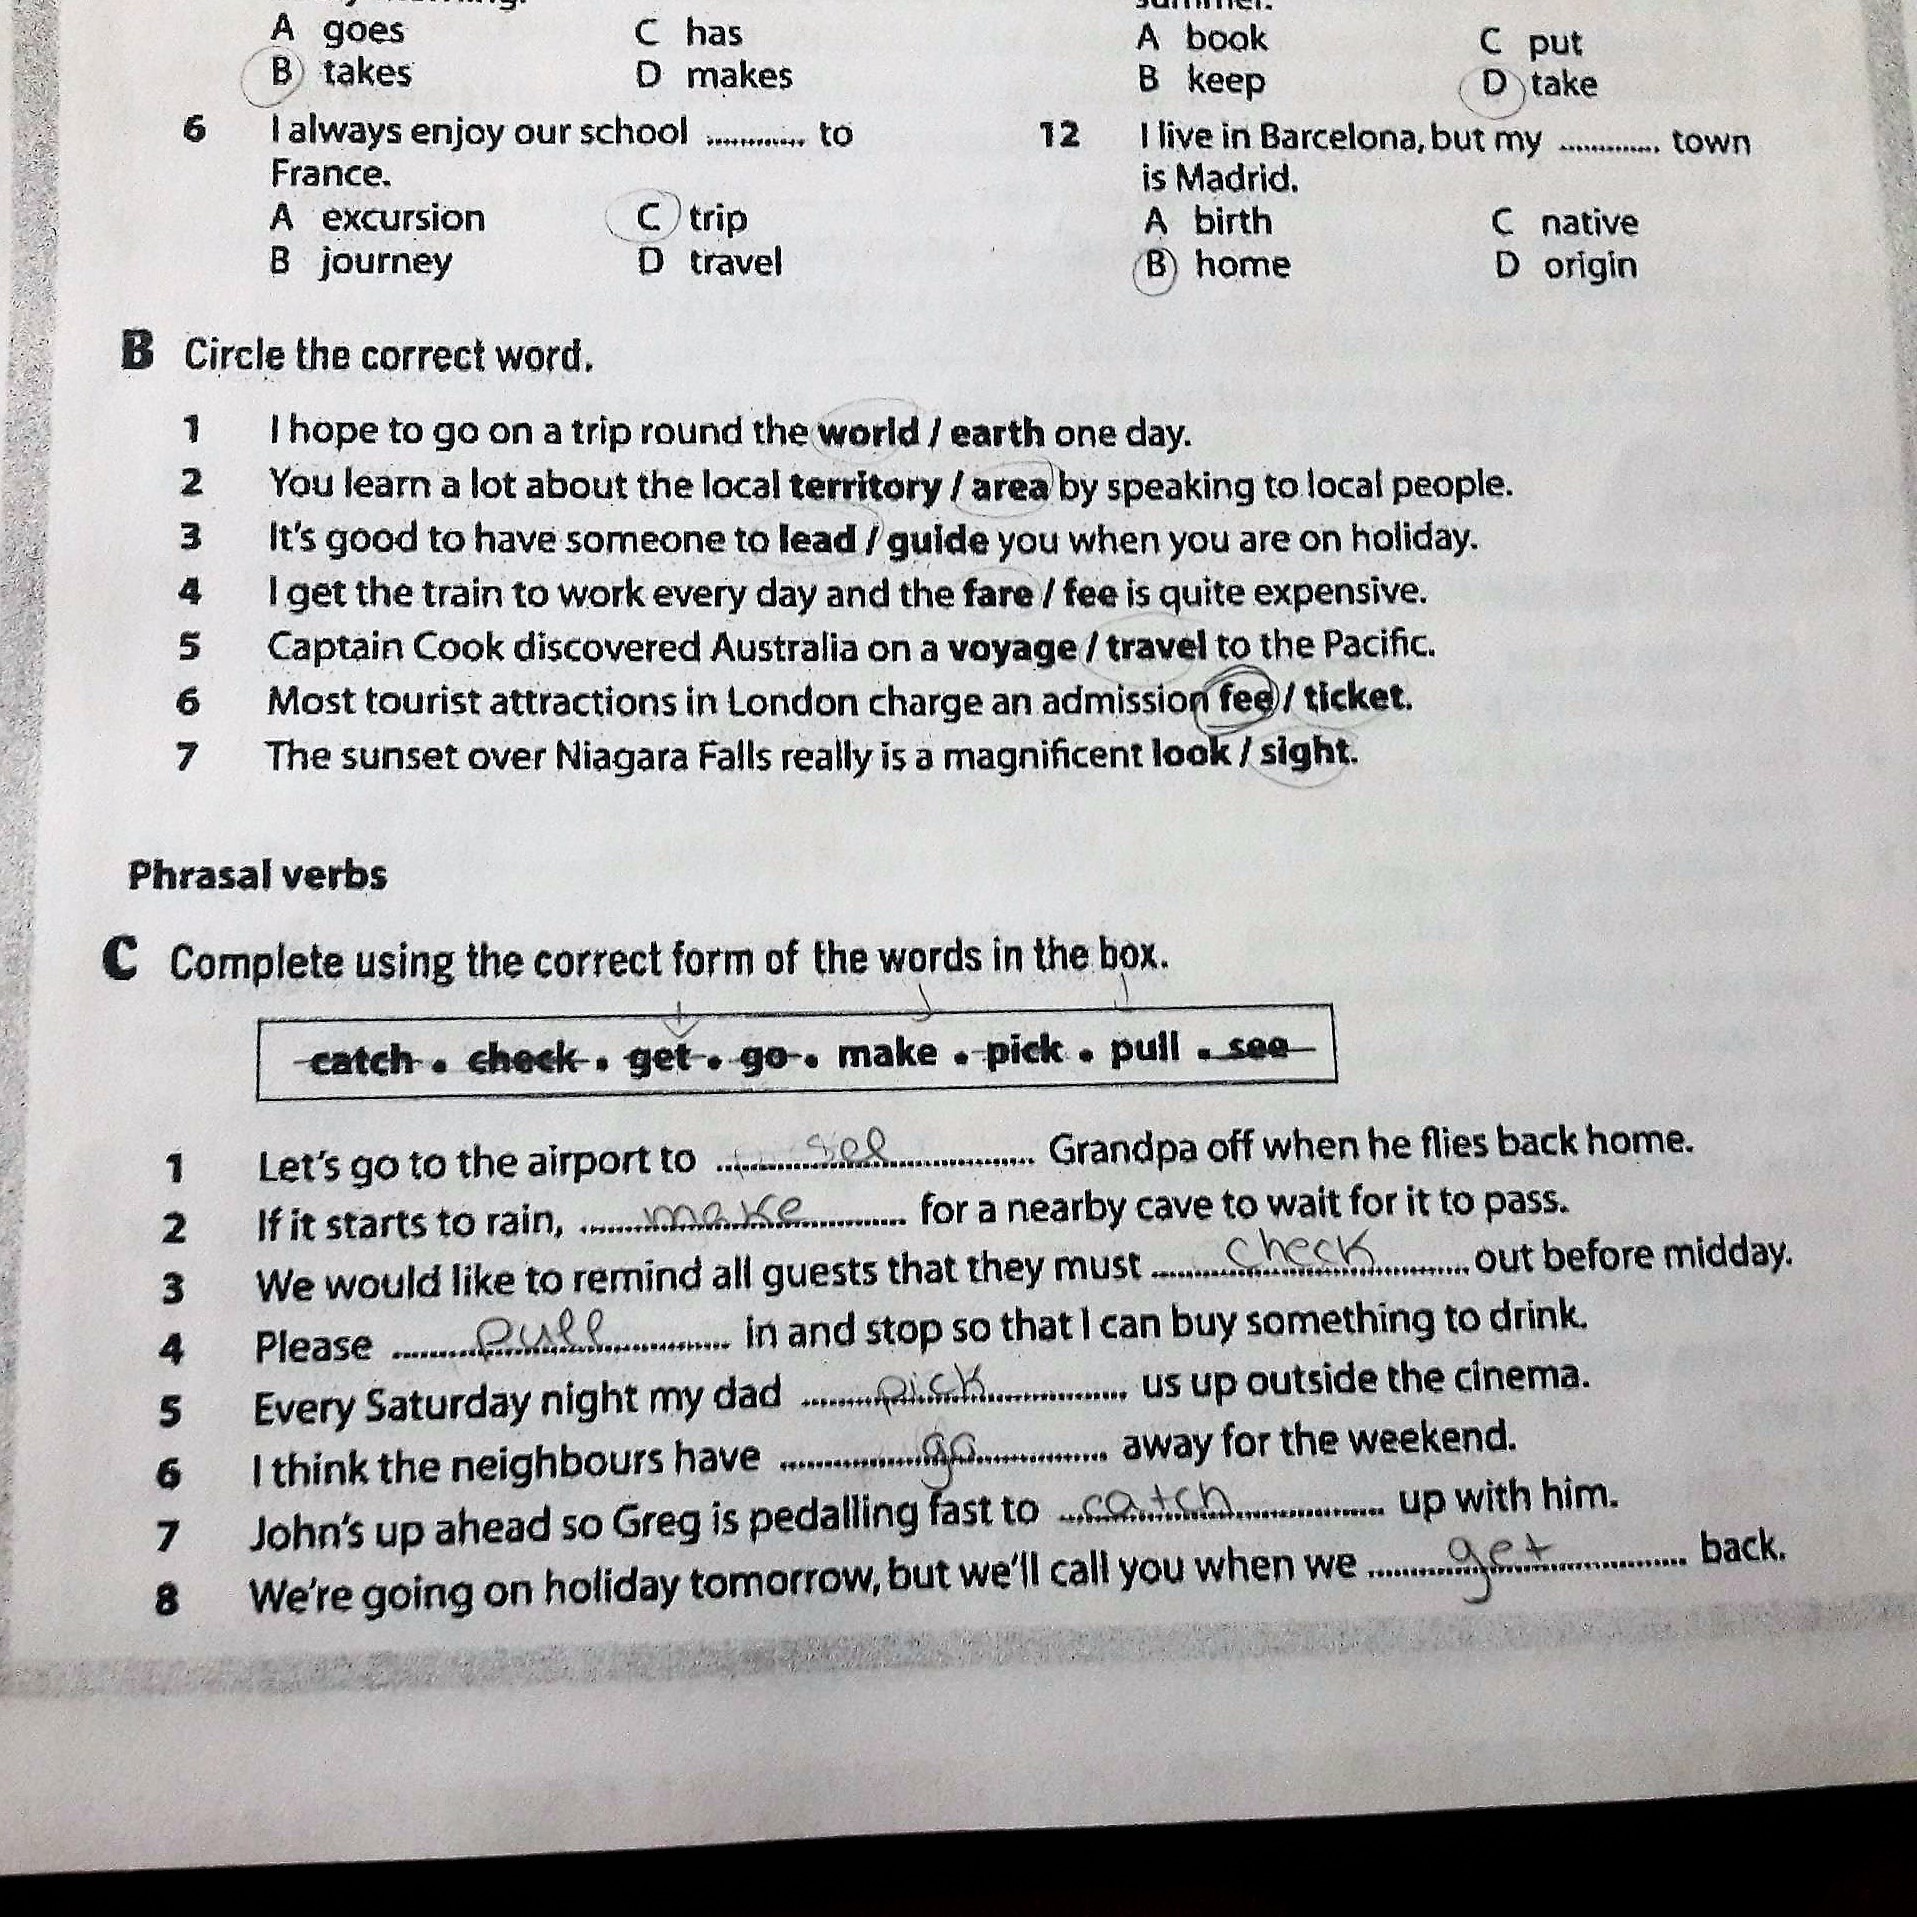 A goes C has
B takes D makes
6 I always enjoy our school ............ to
France.
A excursion C trip
B journey D travel
summer.
A book C put
B keep D take
12 I live in Barcelona, but my ............ town
is Madrid.
A birth C native
B home D origin
B Circle the correct word.
1 I hope to go on a trip round the world / earth one day.
2 You learn a lot about the local territory / area by speaking to local people.
3 It's good to have someone to lead / guide you when you are on holiday.
4 I get the train to work every day and the fare / fee is quite expensive.
5 Captain Cook discovered Australia on a voyage / travel to the Pacific.
6 Most tourist attractions in London charge an admission fee / ticket.
7 The sunset over Niagara Falls really is a magnificent look / sight.
Phrasal verbs
C Complete using the correct form of the words in the box.
catch • check • get • go • make • pick • pull • see
1 Let's go to the airport to see Grandpa off when he flies back home.
2 If it starts to rain, make for a nearby cave to wait for it to pass.
3 We would like to remind all guests that they must check out before midday.
4 Please pull in and stop so that I can buy something to drink.
5 Every Saturday night my dad pick us up outside the cinema.
6 I think the neighbours have go away for the weekend.
7 John's up ahead so Greg is pedalling fast to catch up with him.
8 We're going on holiday tomorrow, but we'll call you when we get back.